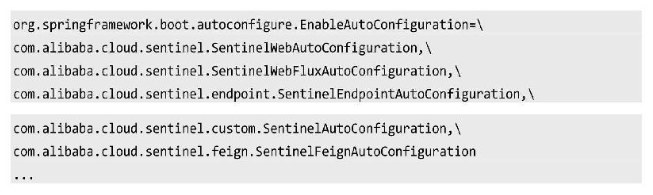 org.springframework.boot.autoconfigure.EnableAutoConfiguration=\
com.alibaba.cloud.sentinel.SentinelWebAutoConfiguration,\
com.alibaba.cloud.sentinel.SentinelWebFluxAutoConfiguration,\
com.alibaba.cloud.sentinel.endpoint.SentinelEndpointAutoConfiguration,\
com.alibaba.cloud.sentinel.custom.SentinelAutoConfiguration,\
com.alibaba.cloud.sentinel.feign.SentinelFeignAutoConfiguration
...